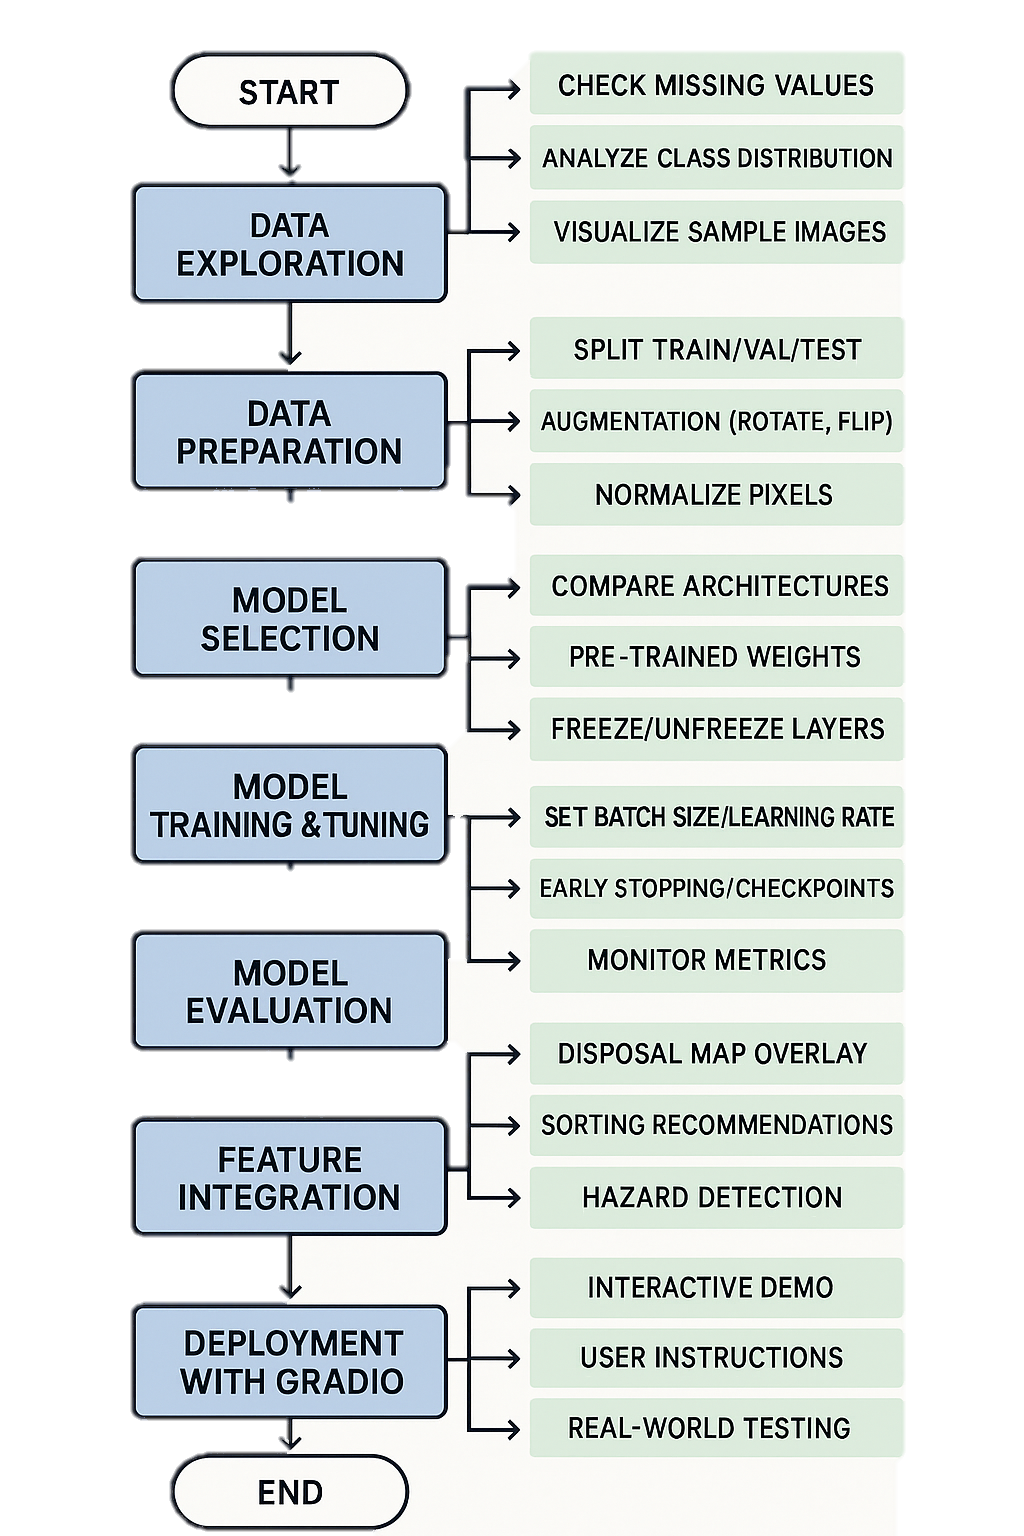 START
DATA
EXPLORATION
CHECK MISSING VALUES
ANALYZE CLASS DISTRIBUTION
VISUALIZE SAMPLE IMAGES
DATA
PREPARATION
SPLIT TRAIN/VAL/TEST
AUGMENTATION (ROTATE, FLIP)
NORMALIZE PIXELS
MODEL
SELECTION
COMPARE ARCHITECTURES
PRE-TRAINED WEIGHTS
FREEZE/UNFREEZE LAYERS
MODEL
TRAINING &TUNING
SET BATCH SIZE/LEARNING RATE
EARLY STOPPING/CHECKPOINTS
MONITOR METRICS
MODEL
EVALUATION
FEATURE
INTEGRATION
DISPOSAL MAP OVERLAY
SORTING RECOMMENDATIONS
HAZARD DETECTION
DEPLOYMENT
WITH GRADIO
INTERACTIVE DEMO
USER INSTRUCTIONS
REAL-WORLD TESTING
END